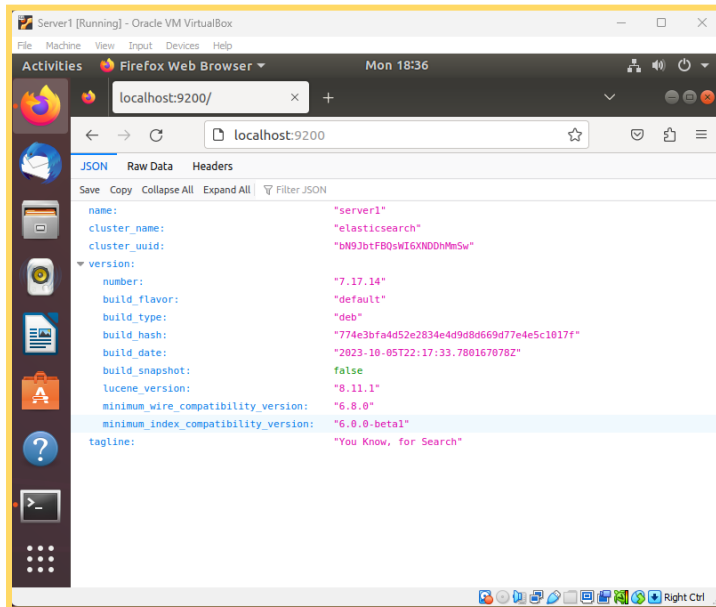 Server1 [Running] - Oracle VM VirtualBox
File Machine View Input Devices Help
Activities Firefox Web Browser Mon 18:36
localhost:9200/
localhost:9200
JSON Raw Data Headers
Save Copy Collapse All Expand All Filter JSON
name: "server1"
cluster_name: "elasticsearch"
cluster_uuid: "bN9JbtFBQsWI6XNDDhMmSw"
version:
number: "7.17.14"
build_flavor: "default"
build_type: "deb"
build_hash: "774e3bfa4d52e2834e4d9d8d669d77e4e5c1017f"
build_date: "2023-10-05T22:17:33.780167078Z"
build_snapshot: false
lucene_version: "8.11.1"
minimum_wire_compatibility_version: "6.8.0"
minimum_index_compatibility_version: "6.0.0-beta1"
tagline: "You Know, for Search"
Right Ctrl